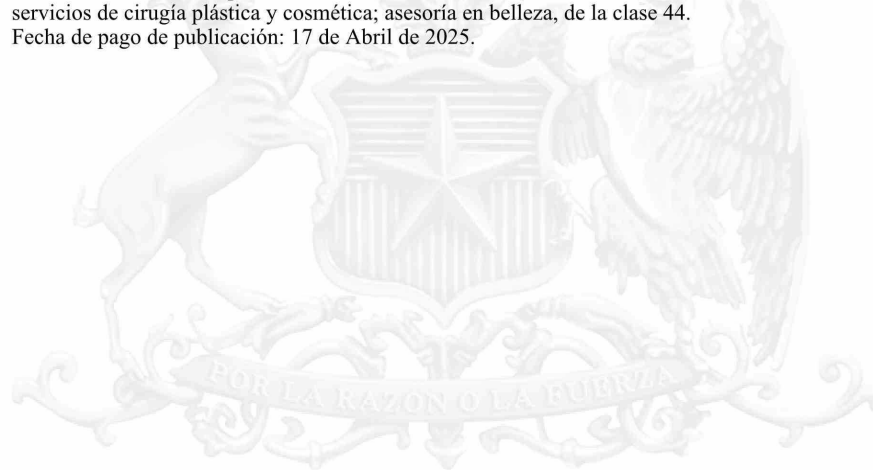 servicios de cirugía plástica y cosmética; asesoría en belleza, de la clase 44.
Fecha de pago de publicación: 17 de Abril de 2025.
POR LA RAZON O LA FUERZA